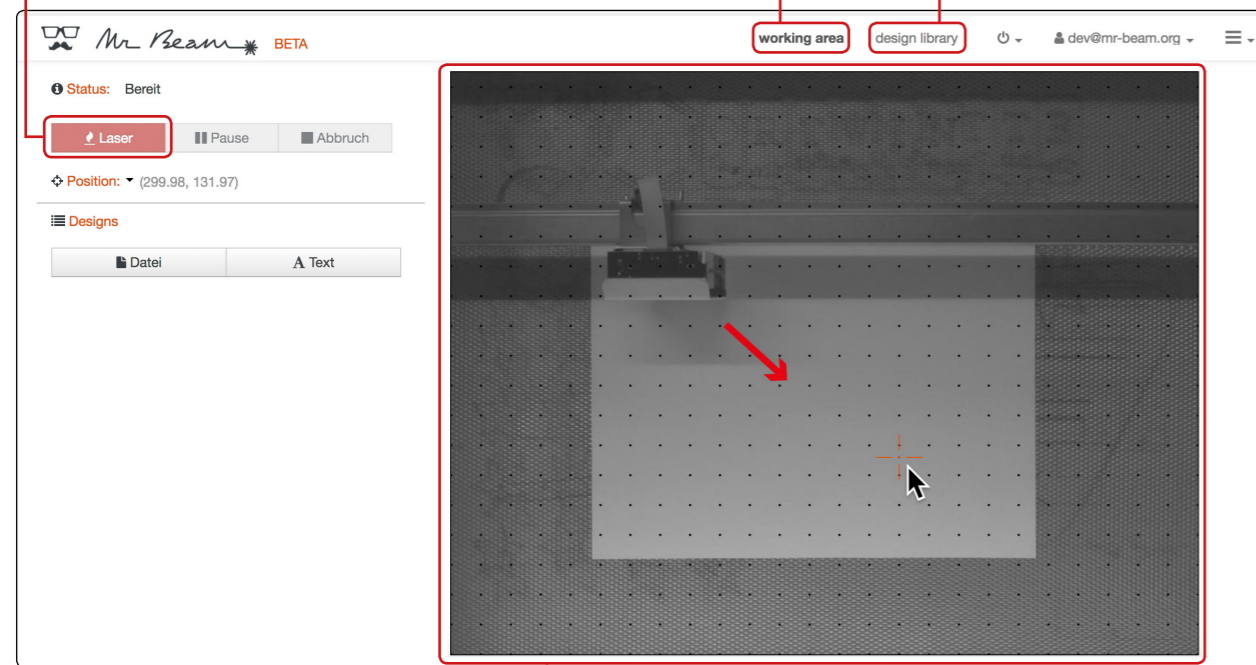 Mr Beam BETA working area design library dev@mr-beam.org
Status: Bereit
Laser Pause Abbruch
Position: (299.98, 131.97)
Designs
Datei A Text